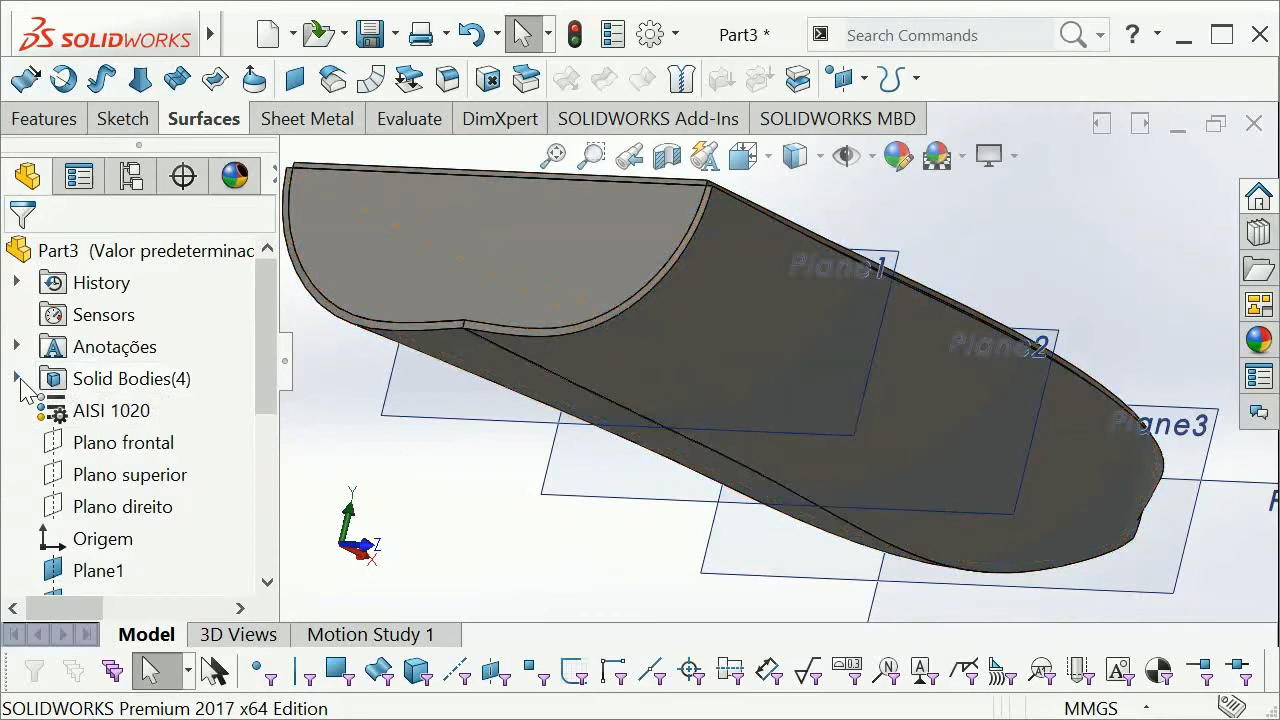 SOLIDWORKS
Part3 *
Search Commands
?
Features
Sketch
Surfaces
Sheet Metal
Evaluate
DimXpert
SOLIDWORKS Add-Ins
SOLIDWORKS MBD
Part3 (Valor predeterminac
History
Sensors
Anotações
Solid Bodies(4)
AISI 1020
Plano frontal
Plano superior
Plano direito
Origem
Plane1
Plane1
Plane2
Plane3
Y
Z
X
Model
3D Views
Motion Study 1
SOLIDWORKS Premium 2017 x64 Edition
MMGS